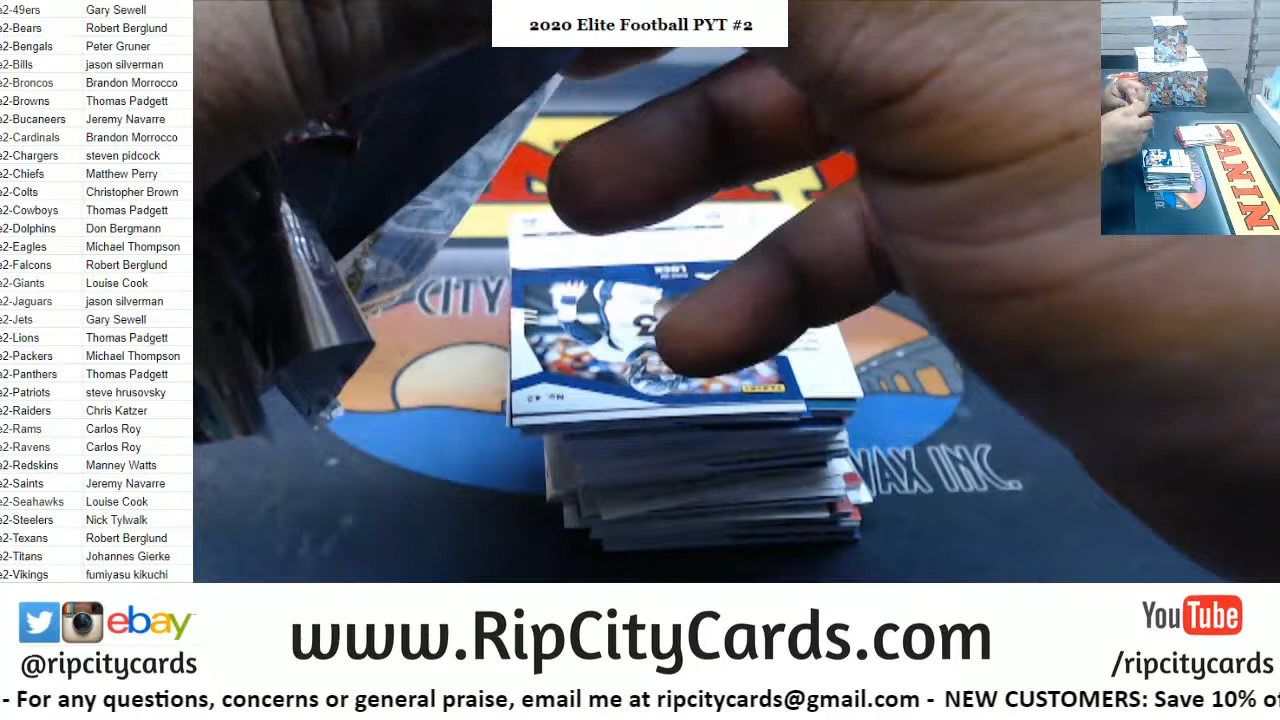 2020 Elite Football PYT #2
e2-49ers Gary Sewell
e2-Bears Robert Berglund
e2-Bengals Peter Gruner
e2-Bills jason silverman
e2-Broncos Brandon Morrocco
e2-Browns Thomas Padgett
e2-Bucaneers Jeremy Navarre
e2-Cardinals Brandon Morrocco
e2-Chargers steven pidcock
e2-Chiefs Matthew Perry
e2-Colts Christopher Brown
e2-Cowboys Thomas Padgett
e2-Dolphins Don Bergmann
e2-Eagles Michael Thompson
e2-Falcons Robert Berglund
e2-Giants Louise Cook
e2-Jaguars jason silverman
e2-Jets Gary Sewell
e2-Lions Thomas Padgett
e2-Packers Michael Thompson
e2-Panthers Thomas Padgett
e2-Patriots steve hrusovsky
e2-Raiders Chris Katzer
e2-Rams Carlos Roy
e2-Ravens Carlos Roy
e2-Redskins Manney Watts
e2-Saints Jeremy Navarre
e2-Seahawks Louise Cook
e2-Steelers Nick Tylwalk
e2-Texans Robert Berglund
e2-Titans Johannes Gierke
e2-Vikings fumiyasu kikuchi
PANINI
CITY
LOCK
PANINI
No. 42
WAX INC.
ebay
@ripcitycards
www.RipCityCards.com
YouTube
/ripcitycards
- For any questions, concerns or general praise, email me at ripcitycards@gmail.com - NEW CUSTOMERS: Save 10% of